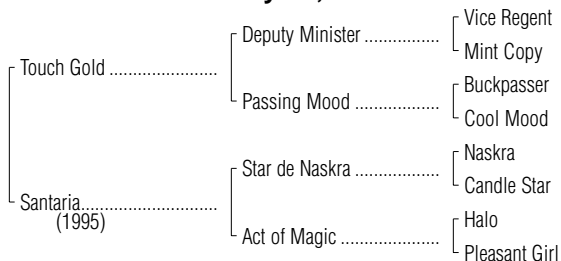 Vice Regent
Deputy Minister ..................
Mint Copy
Touch Gold ........................
Buckpasser
Passing Mood ...................
Cool Mood
Naskra
Star de Naskra ...................
Candle Star
Santaria..............................
(1995)
Halo
Act of Magic ......................
Pleasant Girl